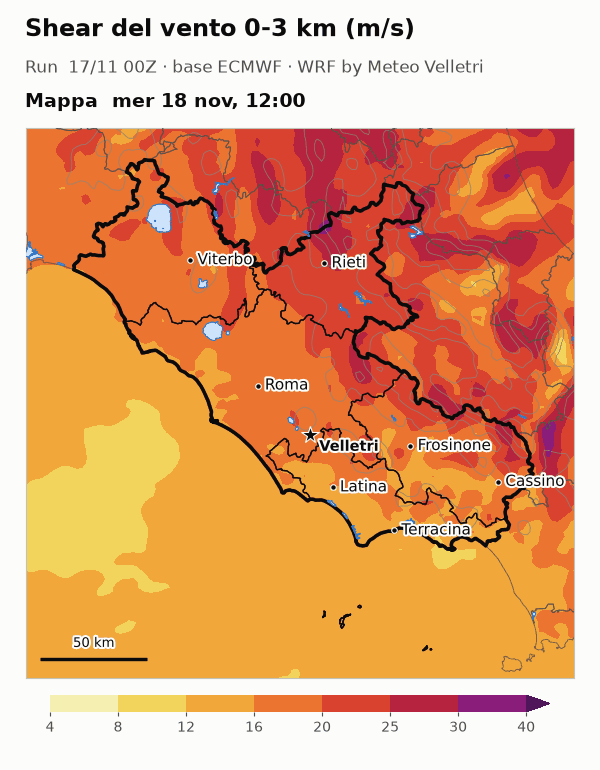 Shear del vento 0-3 km (m/s)
Run  17/11 00Z · base ECMWF · WRF by Meteo Velletri
Mappa  mer 18 nov, 12:00
Viterbo
Rieti
Roma
Velletri
Frosinone
Latina
Cassino
Terracina
50 km
4 8 12 16 20 25 30 40